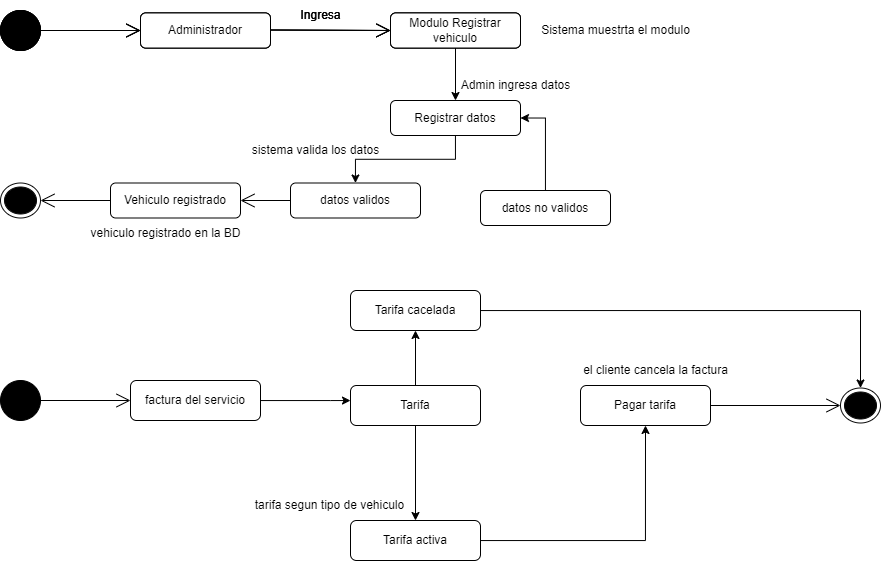 Ingresa
Administrador
Modulo Registrar
vehiculo
Sistema muestrta el modulo
Admin ingresa datos
Registrar datos
sistema valida los datos
Vehiculo registrado
datos validos
datos no validos
vehiculo registrado en la BD
Tarifa cacelada
el cliente cancela la factura
factura del servicio
Tarifa
Pagar tarifa
tarifa segun tipo de vehiculo
Tarifa activa